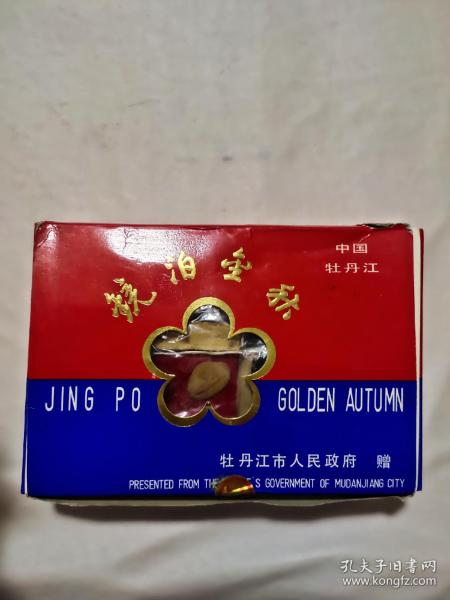 中国
牡丹江
镜泊金秋
JING PO GOLDEN AUTUMN
牡丹江市人民政府 赠
PRESENTED FROM THE S GOVERNMENT OF MUDANJIANG CITY
孔夫子旧书网
www.kongfz.com